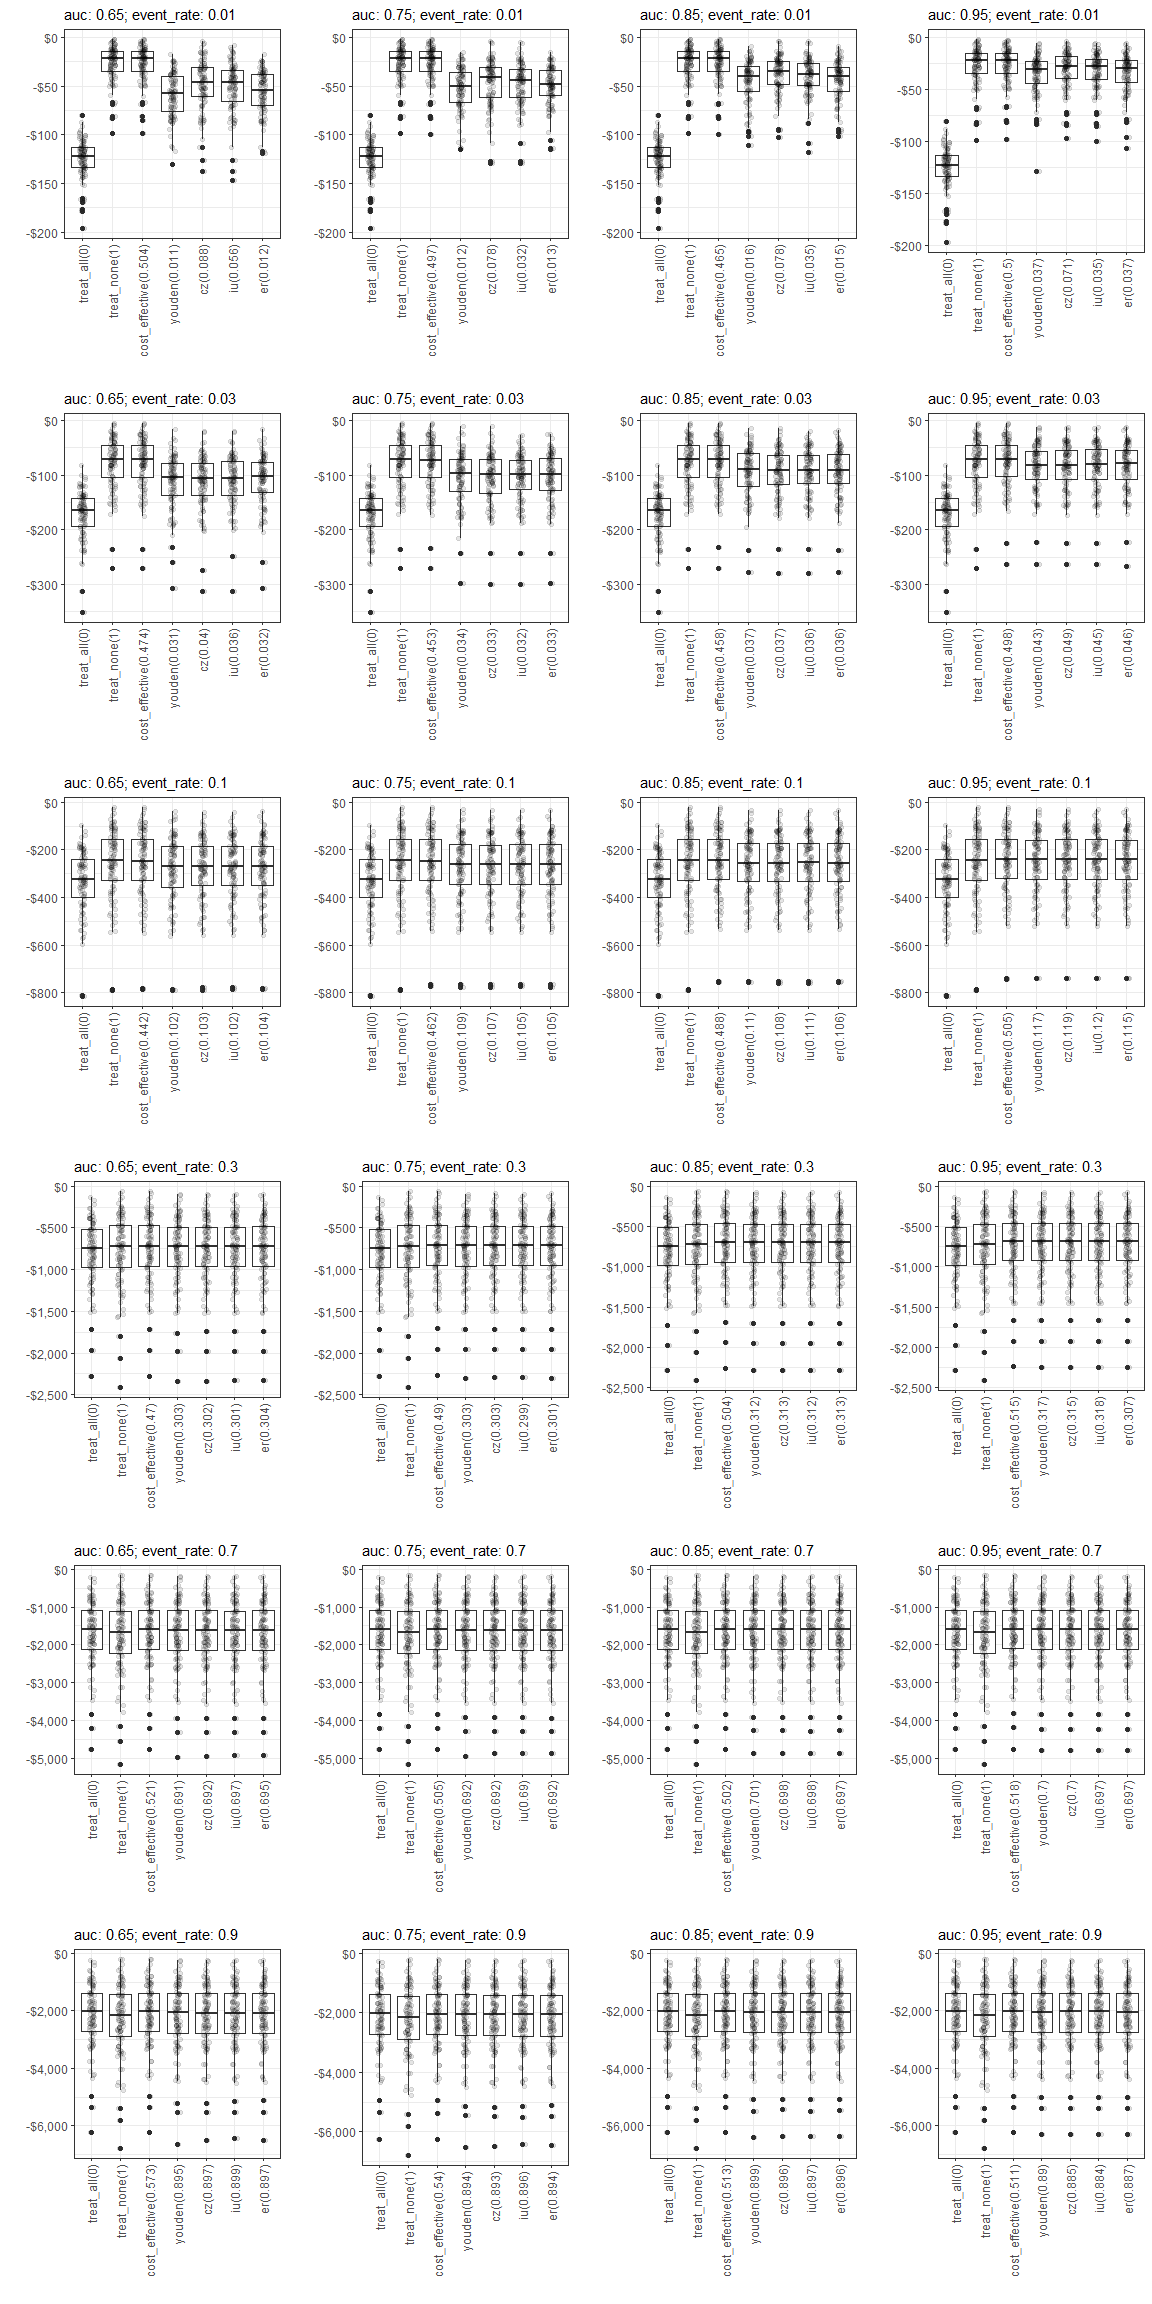 auc: 0.65; event_rate: 0.01
$0
-$50
-$100
-$150
-$200
treat_all(0)
treat_none(1)
cost_effective(0.504)
youden(0.011)
cz(0.088)
iu(0.056)
er(0.012)
auc: 0.75; event_rate: 0.01
$0
-$50
-$100
-$150
-$200
treat_all(0)
treat_none(1)
cost_effective(0.497)
youden(0.012)
cz(0.078)
iu(0.032)
er(0.013)
auc: 0.85; event_rate: 0.01
$0
-$50
-$100
-$150
-$200
treat_all(0)
treat_none(1)
cost_effective(0.465)
youden(0.016)
cz(0.078)
iu(0.035)
er(0.015)
auc: 0.95; event_rate: 0.01
$0
-$50
-$100
-$150
-$200
treat_all(0)
treat_none(1)
cost_effective(0.5)
youden(0.037)
cz(0.071)
iu(0.035)
er(0.037)
auc: 0.65; event_rate: 0.03
$0
-$100
-$200
-$300
treat_all(0)
treat_none(1)
cost_effective(0.474)
youden(0.031)
cz(0.04)
iu(0.036)
er(0.032)
auc: 0.75; event_rate: 0.03
$0
-$100
-$200
-$300
treat_all(0)
treat_none(1)
cost_effective(0.453)
youden(0.034)
cz(0.033)
iu(0.032)
er(0.033)
auc: 0.85; event_rate: 0.03
$0
-$100
-$200
-$300
treat_all(0)
treat_none(1)
cost_effective(0.458)
youden(0.037)
cz(0.037)
iu(0.036)
er(0.036)
auc: 0.95; event_rate: 0.03
$0
-$100
-$200
-$300
treat_all(0)
treat_none(1)
cost_effective(0.498)
youden(0.043)
cz(0.049)
iu(0.045)
er(0.046)
auc: 0.65; event_rate: 0.1
$0
-$200
-$400
-$600
-$800
treat_all(0)
treat_none(1)
cost_effective(0.442)
youden(0.102)
cz(0.103)
iu(0.102)
er(0.104)
auc: 0.75; event_rate: 0.1
$0
-$200
-$400
-$600
-$800
treat_all(0)
treat_none(1)
cost_effective(0.462)
youden(0.109)
cz(0.107)
iu(0.105)
er(0.105)
auc: 0.85; event_rate: 0.1
$0
-$200
-$400
-$600
-$800
treat_all(0)
treat_none(1)
cost_effective(0.488)
youden(0.11)
cz(0.108)
iu(0.111)
er(0.106)
auc: 0.95; event_rate: 0.1
$0
-$200
-$400
-$600
-$800
treat_all(0)
treat_none(1)
cost_effective(0.505)
youden(0.117)
cz(0.119)
iu(0.12)
er(0.115)
auc: 0.65; event_rate: 0.3
$0
-$500
-$1,000
-$1,500
-$2,000
-$2,500
treat_all(0)
treat_none(1)
cost_effective(0.47)
youden(0.303)
cz(0.302)
iu(0.301)
er(0.304)
auc: 0.75; event_rate: 0.3
$0
-$500
-$1,000
-$1,500
-$2,000
-$2,500
treat_all(0)
treat_none(1)
cost_effective(0.49)
youden(0.303)
cz(0.303)
iu(0.299)
er(0.301)
auc: 0.85; event_rate: 0.3
$0
-$500
-$1,000
-$1,500
-$2,000
-$2,500
treat_all(0)
treat_none(1)
cost_effective(0.504)
youden(0.312)
cz(0.313)
iu(0.312)
er(0.313)
auc: 0.95; event_rate: 0.3
$0
-$500
-$1,000
-$1,500
-$2,000
-$2,500
treat_all(0)
treat_none(1)
cost_effective(0.515)
youden(0.317)
cz(0.315)
iu(0.318)
er(0.307)
auc: 0.65; event_rate: 0.7
$0
-$1,000
-$2,000
-$3,000
-$4,000
-$5,000
treat_all(0)
treat_none(1)
cost_effective(0.521)
youden(0.691)
cz(0.692)
iu(0.697)
er(0.695)
auc: 0.75; event_rate: 0.7
$0
-$1,000
-$2,000
-$3,000
-$4,000
-$5,000
treat_all(0)
treat_none(1)
cost_effective(0.505)
youden(0.692)
cz(0.692)
iu(0.69)
er(0.692)
auc: 0.85; event_rate: 0.7
$0
-$1,000
-$2,000
-$3,000
-$4,000
-$5,000
treat_all(0)
treat_none(1)
cost_effective(0.502)
youden(0.701)
cz(0.698)
iu(0.698)
er(0.697)
auc: 0.95; event_rate: 0.7
$0
-$1,000
-$2,000
-$3,000
-$4,000
-$5,000
treat_all(0)
treat_none(1)
cost_effective(0.518)
youden(0.7)
cz(0.7)
iu(0.697)
er(0.697)
auc: 0.65; event_rate: 0.9
$0
-$2,000
-$4,000
-$6,000
treat_all(0)
treat_none(1)
cost_effective(0.573)
youden(0.895)
cz(0.897)
iu(0.899)
er(0.897)
auc: 0.75; event_rate: 0.9
$0
-$2,000
-$4,000
-$6,000
treat_all(0)
treat_none(1)
cost_effective(0.54)
youden(0.894)
cz(0.893)
iu(0.896)
er(0.894)
auc: 0.85; event_rate: 0.9
$0
-$2,000
-$4,000
-$6,000
treat_all(0)
treat_none(1)
cost_effective(0.513)
youden(0.899)
cz(0.896)
iu(0.897)
er(0.896)
auc: 0.95; event_rate: 0.9
$0
-$2,000
-$4,000
-$6,000
treat_all(0)
treat_none(1)
cost_effective(0.511)
youden(0.89)
cz(0.885)
iu(0.884)
er(0.887)